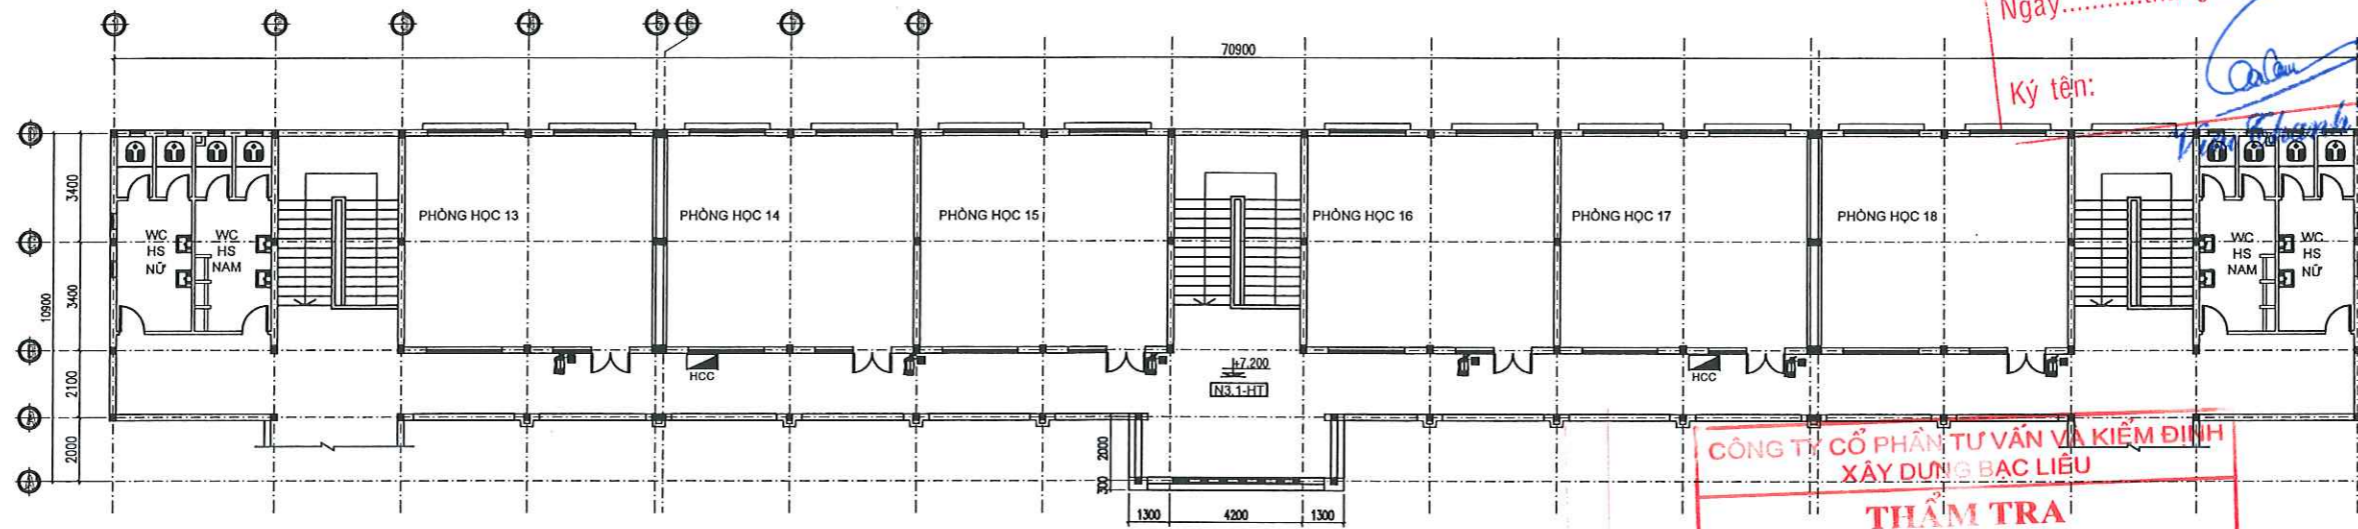 Ngày............
Ký tên:
70900
3400
3400
10900
2100
2000
WC
HS
NỮ
WC
HS
NAM
PHÒNG HỌC 13
PHÒNG HỌC 14
PHÒNG HỌC 15
PHÒNG HỌC 16
PHÒNG HỌC 17
PHÒNG HỌC 18
WC
HS
NAM
WC
HS
NỮ
HCC
+7.200
N3.1-HT
HCC
2000
300
1300
4200
1300
CÔNG TY CỔ PHẦN TƯ VẤN VÀ KIỂM ĐỊNH
XÂY DỰNG BẠC LIÊU
THẨM TRA